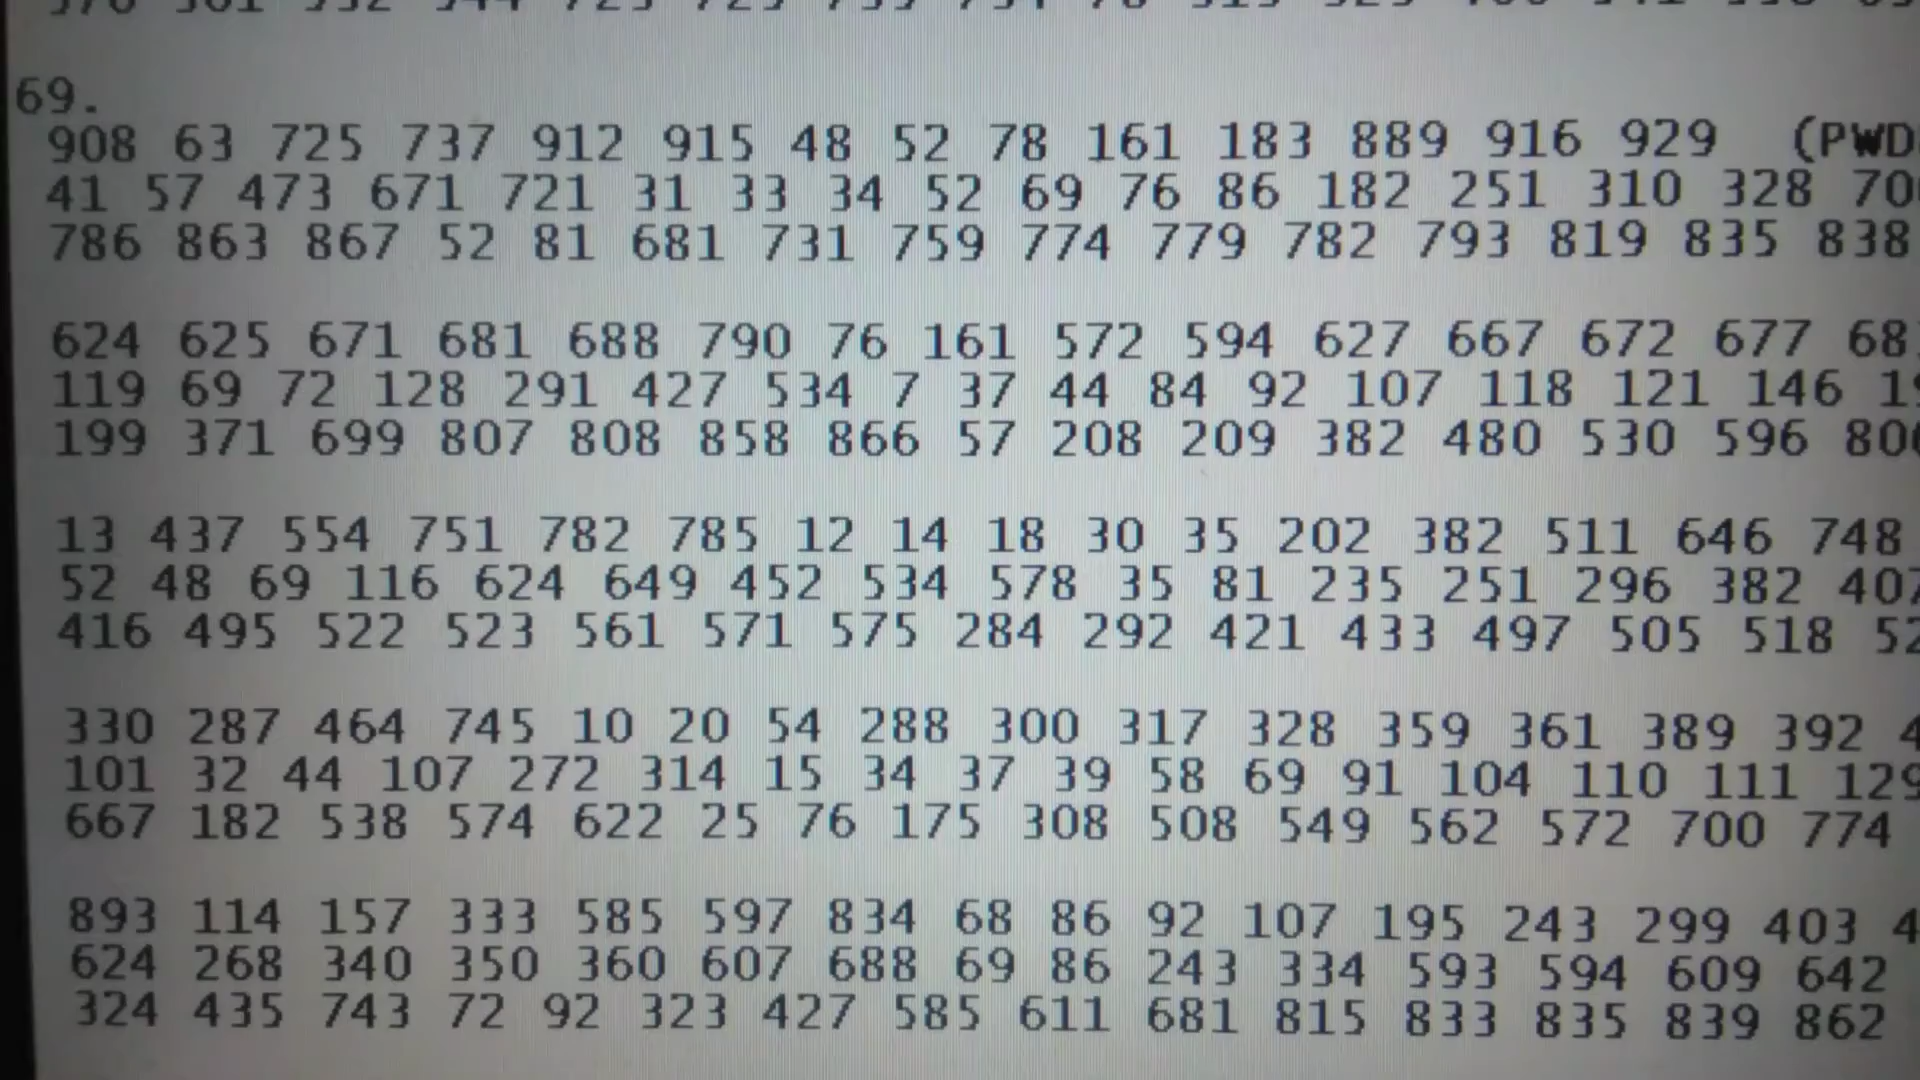 69.
908 63 725 737 912 915 48 52 78 161 183 889 916 929 (PWD
41 57 473 671 721 31 33 34 52 69 76 86 182 251 310 328
786 863 867 52 81 681 731 759 774 779 782 793 819 835 838
624 625 671 681 688 790 76 161 572 594 627 667 672 677
119 69 72 128 291 427 534 7 37 44 84 92 107 118 121 146
199 371 699 807 808 858 866 57 208 209 382 480 530 596
13 437 554 751 782 785 12 14 18 30 35 202 382 511 646 748
52 48 69 116 624 649 452 534 578 35 81 235 251 296 382 407
416 495 522 523 561 571 575 284 292 421 433 497 505 518
330 287 464 745 10 20 54 288 300 317 328 359 361 389 392
101 32 44 107 272 314 15 34 37 39 58 69 91 104 110 111 129
667 182 538 574 622 25 76 175 308 508 549 562 572 700 774
893 114 157 333 585 597 834 68 86 92 107 195 243 299 403
624 268 340 350 360 607 688 69 86 243 334 593 594 609 642
324 435 743 72 92 323 427 585 611 681 815 833 835 839 862